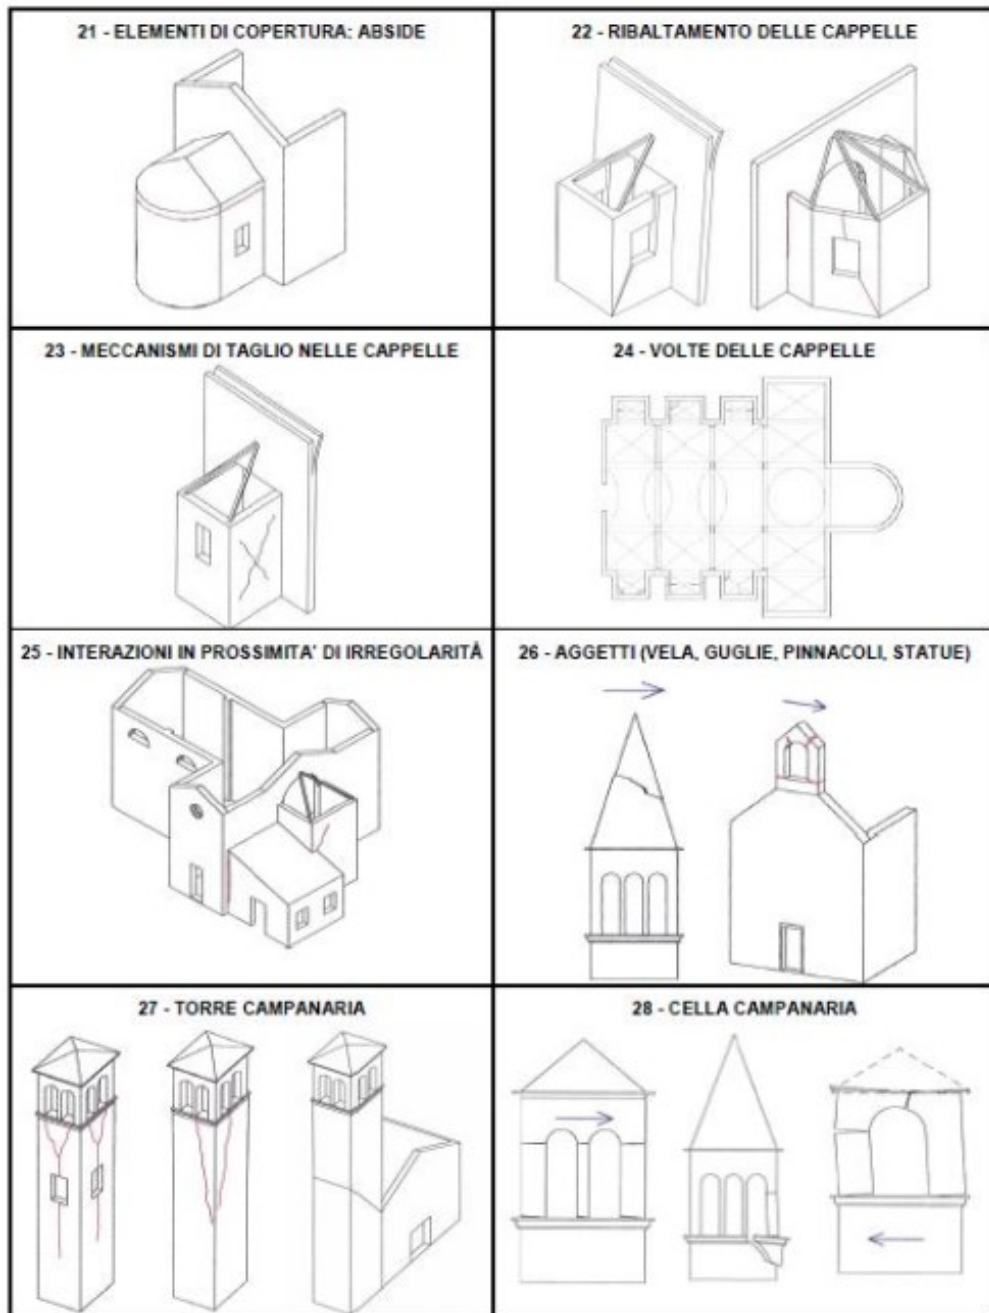 21 - ELEMENTI DI COPERTURA: ABSIDE
22 - RIBALTAMENTO DELLE CAPPELLE
23 - MECCANISMI DI TAGLIO NELLE CAPPELLE
24 - VOLTE DELLE CAPPELLE
25 - INTERAZIONI IN PROSSIMITA' DI IRREGOLARITÀ
26 - AGGETTI (VELA, GUGLIE, PINNACOLI, STATUE)
27 - TORRE CAMPANARIA
28 - CELLA CAMPANARIA